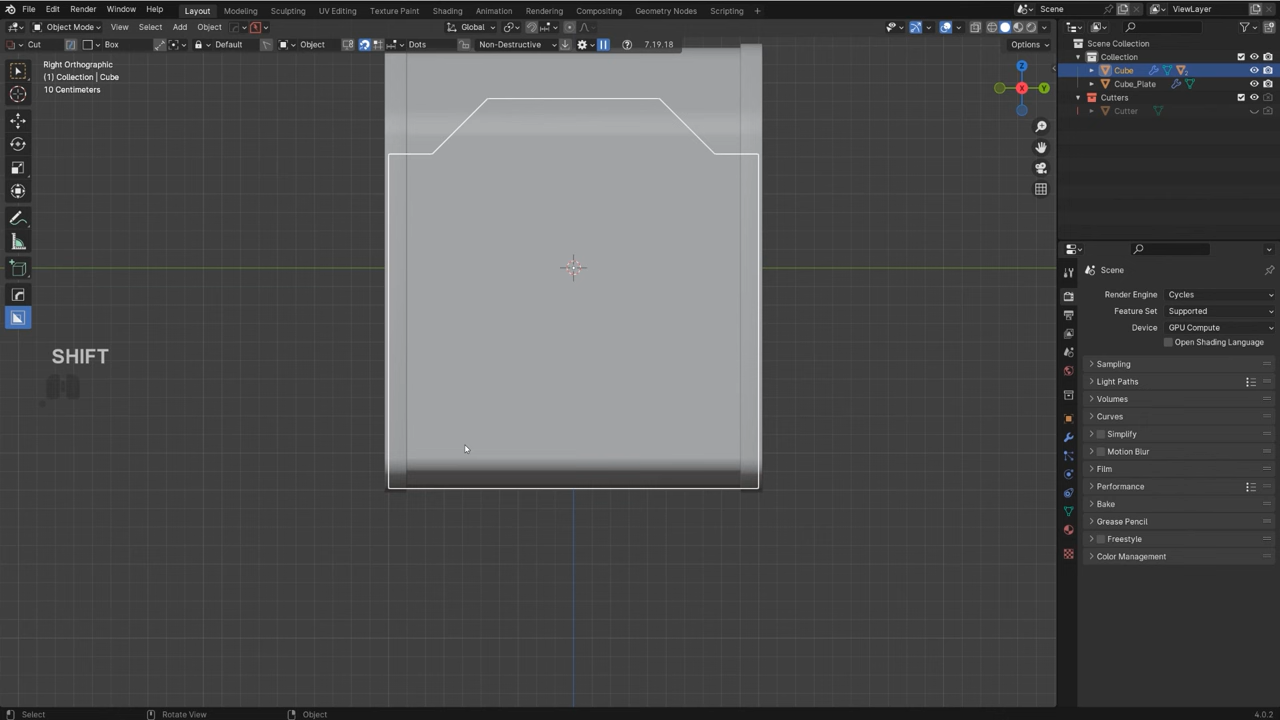 File Edit Render Window Help Layout Modeling Sculpting UV Editing Texture Paint Shading Animation Rendering Compositing Geometry Nodes Scripting + Scene ViewLayer
Object Mode View Select Add Object Global
Cut Box Default Object Dots Non-Destructive 7.19.18 Options
Right Orthographic
(1) Collection | Cube
10 Centimeters
Z
X
Y
SHIFT
Scene Collection
Collection
Cube 2
Cube_Plate
Cutters
Cutter
Scene
Render Engine Cycles
Feature Set Supported
Device GPU Compute
Open Shading Language
Sampling
Light Paths
Volumes
Curves
Simplify
Motion Blur
Film
Performance
Bake
Grease Pencil
Freestyle
Color Management
Select Rotate View Object 4.0.2